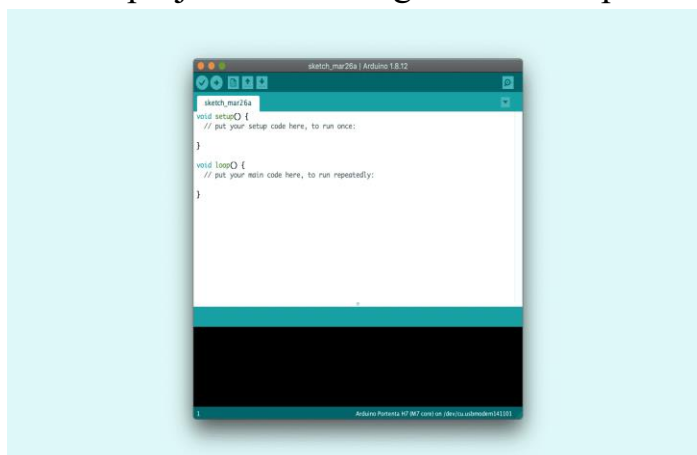 sketch_mar26a | Arduino 1.8.12
sketch_mar26a
void setup() {
// put your setup code here, to run once:
}
void loop() {
// put your main code here, to run repeatedly:
}
1
Arduino Portenta H7 (M7 core) on /dev/cu.usbmodem141101